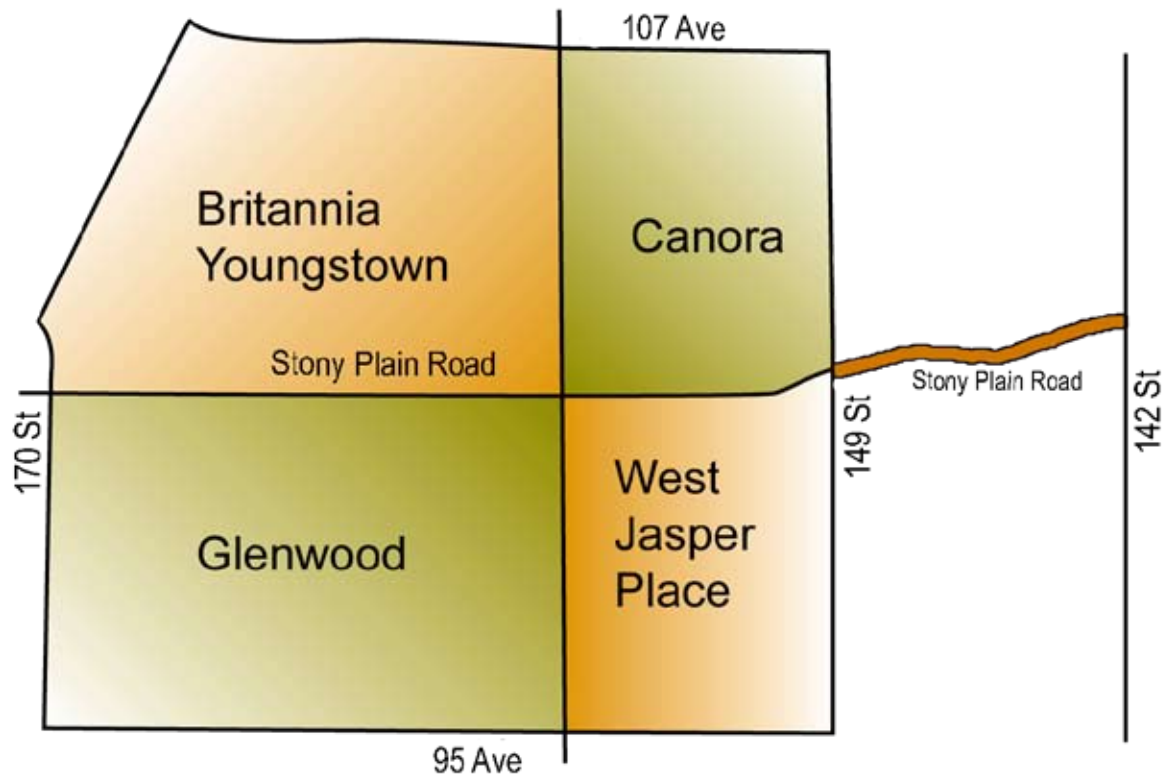 107 Ave
Britannia
Youngstown
Canora
Stony Plain Road
Stony Plain Road
170 St
149 St
142 St
Glenwood
West
Jasper
Place
95 Ave